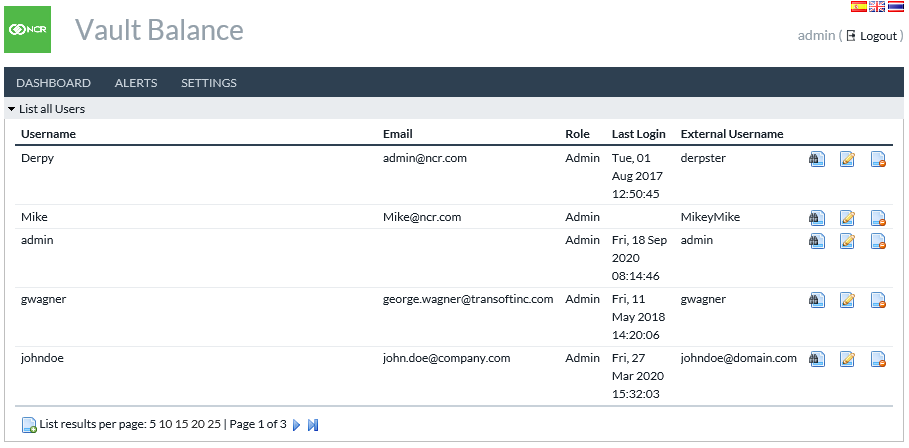 NCR
Vault Balance
admin ( Logout )
DASHBOARD ALERTS SETTINGS
List all Users
Username Email Role Last Login External Username
Derpy admin@ncr.com Admin Tue, 01 derpster
Aug 2017
12:50:45
Mike Mike@ncr.com Admin MikeyMike
admin Admin Fri, 18 Sep admin
2020
08:14:46
gwagner george.wagner@transoftinc.com Admin Fri, 11 gwagner
May 2018
14:20:06
johndoe john.doe@company.com Admin Fri, 27 johndoe@domain.com
Mar 2020
15:32:03
List results per page: 5 10 15 20 25 | Page 1 of 3